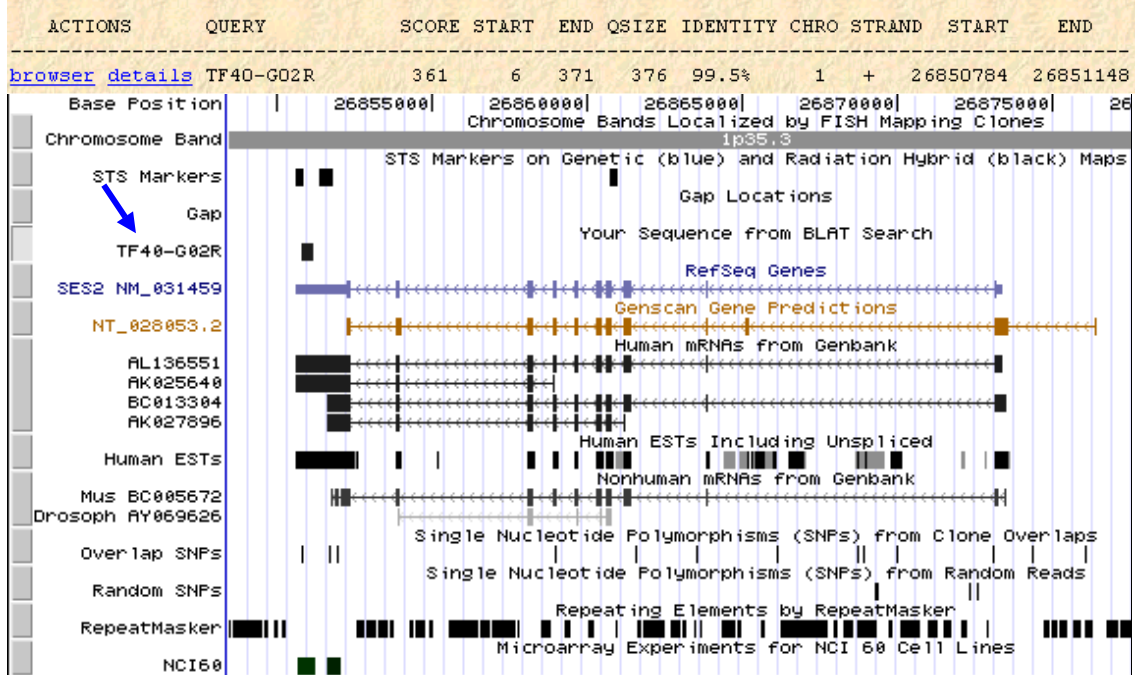 ACTIONS QUERY SCORE START END QSIZE IDENTITY CHRO STRAND START END
browser details TF40-G02R 361 6 371 376 99.5% 1 + 26850784 26851148
Base Position 26855000| 26860000| 26865000| 26870000| 26875000| 26
Chromosome Bands Localized by FISH Mapping Clones
Chromosome Band 1p35.3
STS Markers on Genetic (blue) and Radiation Hybrid (black) Maps
STS Markers
Gap Locations
Gap
Your Sequence from BLAT Search
TF40-G02R
RefSeq Genes
SES2 NM_031459
Genscan Gene Predictions
NT_028053.2
Human mRNAs from Genbank
AL136551
AK025640
BC013304
AK027896
Human ESTs Including Unspliced
Human ESTs
Nonhuman mRNAs from Genbank
Mus BC005672
Drosoph AY069626
Single Nucleotide Polymorphisms (SNPs) from Clone Overlaps
Overlap SNPs
Single Nucleotide Polymorphisms (SNPs) from Random Reads
Random SNPs
Repeating Elements by RepeatMasker
RepeatMasker
Microarray Experiments for NCI 60 Cell Lines
NCI60